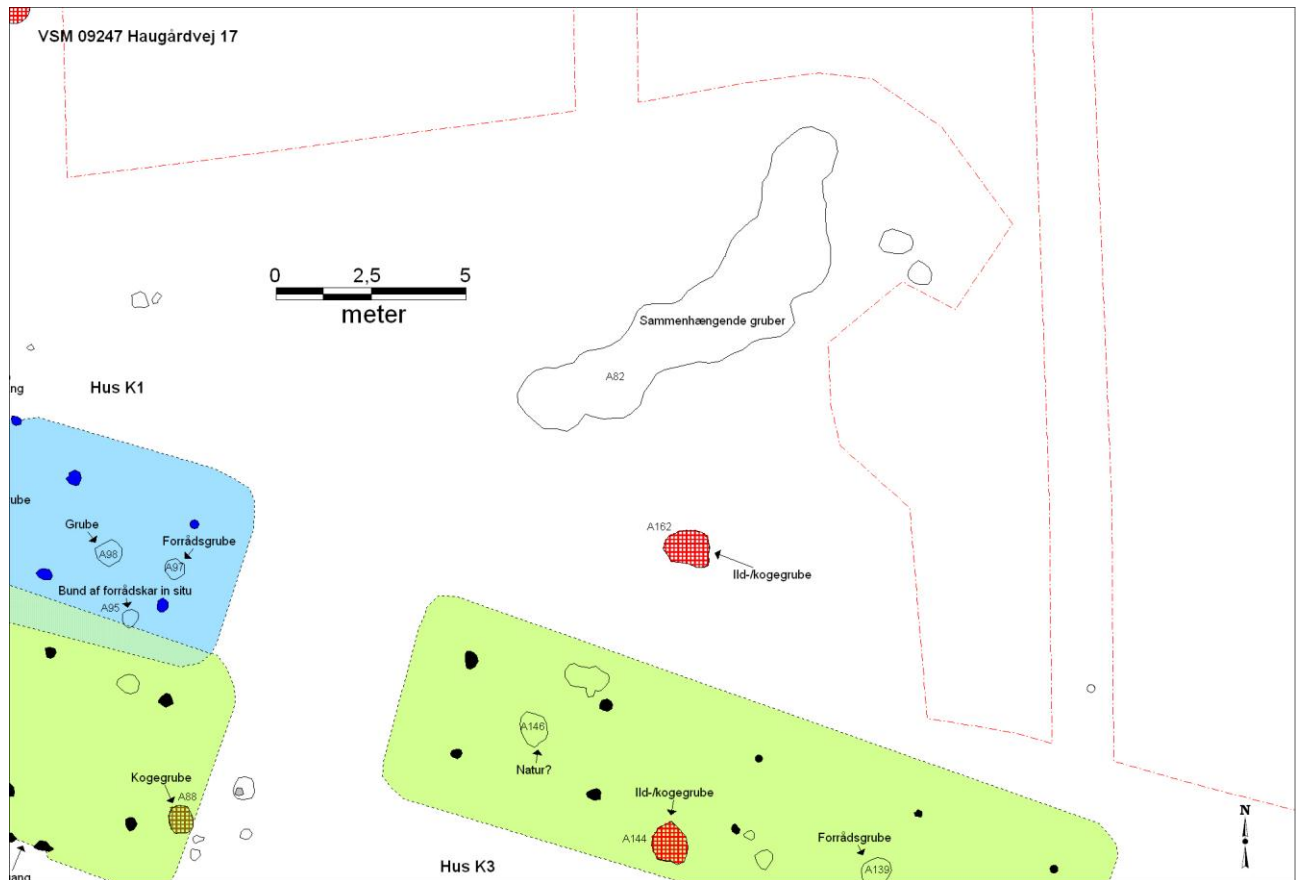 VSM 09247 Haugårdvej 17
0 2,5 5
meter
Sammenhængende gruber
A82
ng
Hus K1
ube
Grube
A98
Forrådsgrube
A97
Bund af forrådskar in situ
A95
A162
Ild-/kogegrube
A146
Natur?
Kogegrube
A88
Ild-/kogegrube
A144
Forrådsgrube
A139
Hus K3
ang
N